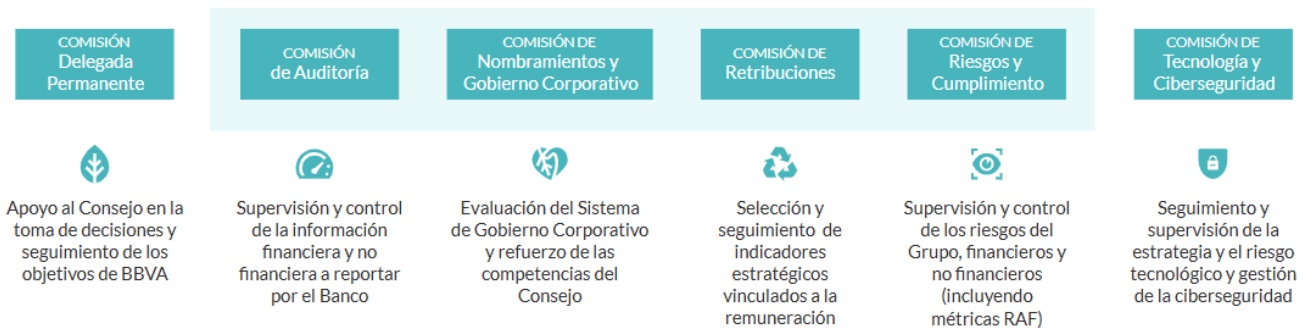 COMISIÓN
Delegada
Permanente
COMISIÓN
de Auditoría
COMISIÓN DE
Nombramientos y
Gobierno Corporativo
COMISIÓN DE
Retribuciones
COMISIÓN DE
Riesgos y
Cumplimiento
COMISIÓN DE
Tecnología y
Ciberseguridad
Apoyo al Consejo en la
toma de decisiones y
seguimiento de los
objetivos de BBVA
Supervisión y control
de la información
financiera y no
financiera a reportar
por el Banco
Evaluación del Sistema
de Gobierno Corporativo
y refuerzo de las
competencias del
Consejo
Selección y
seguimiento de
indicadores
estratégicos
vinculados a la
remuneración
Supervisión y control
de los riesgos del
Grupo, financieros y
no financieros
(incluyendo
métricas RAF)
Seguimiento y
supervisión de la
estrategia y el riesgo
tecnológico y gestión
de la ciberseguridad